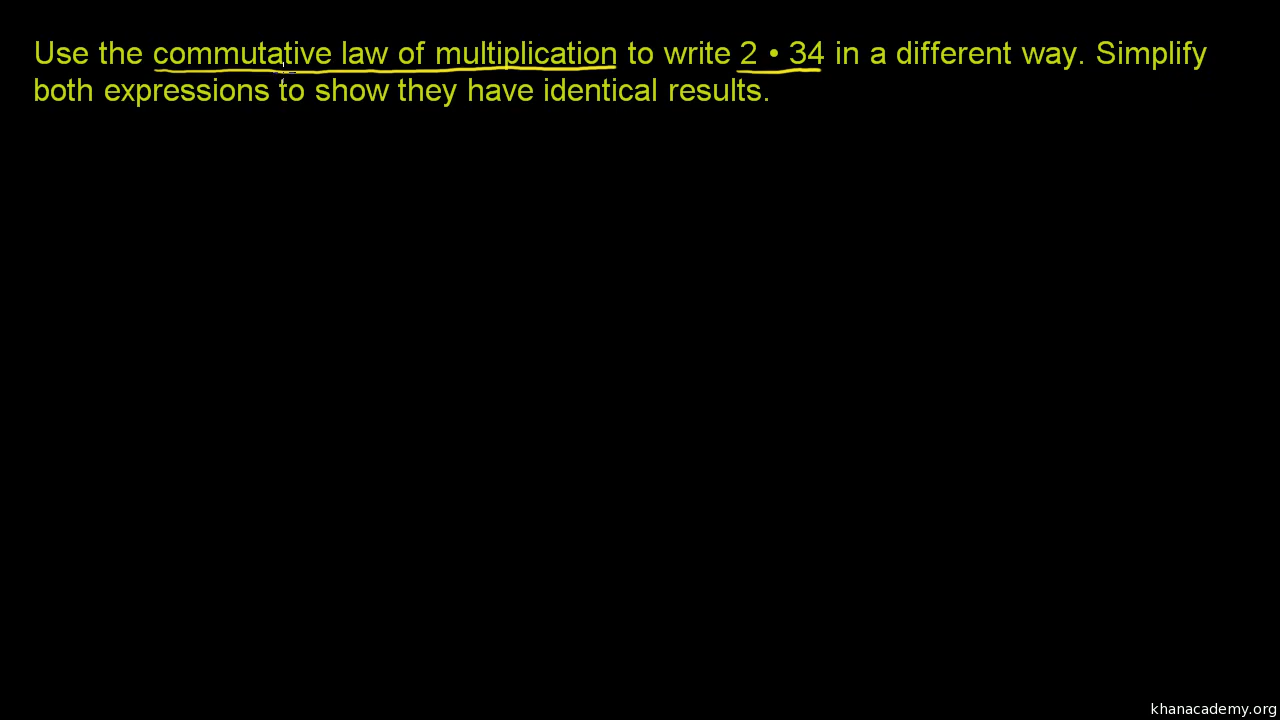 Use the commutative law of multiplication to write 2 • 34 in a different way. Simplify
both expressions to show they have identical results.
khanacademy.org